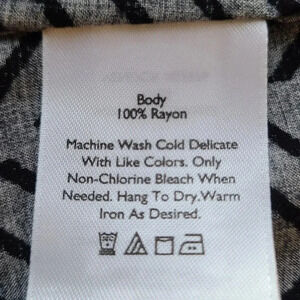 Body
100% Rayon
Machine Wash Cold Delicate
With Like Colors. Only
Non-Chlorine Bleach When
Needed. Hang To Dry.Warm
Iron As Desired.